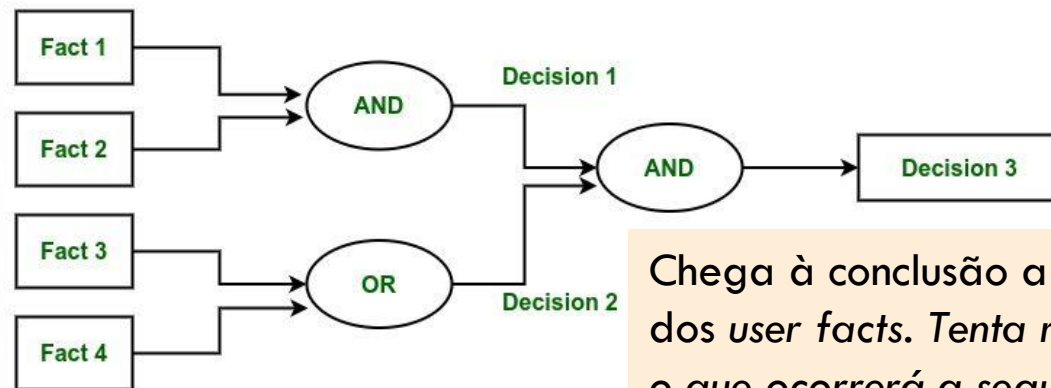 Fact 1
Fact 2
Fact 3
Fact 4
AND
OR
Decision 1
Decision 2
AND
Decision 3
Chega à conclusão a
dos user facts. Tenta
o que ocorrerá a